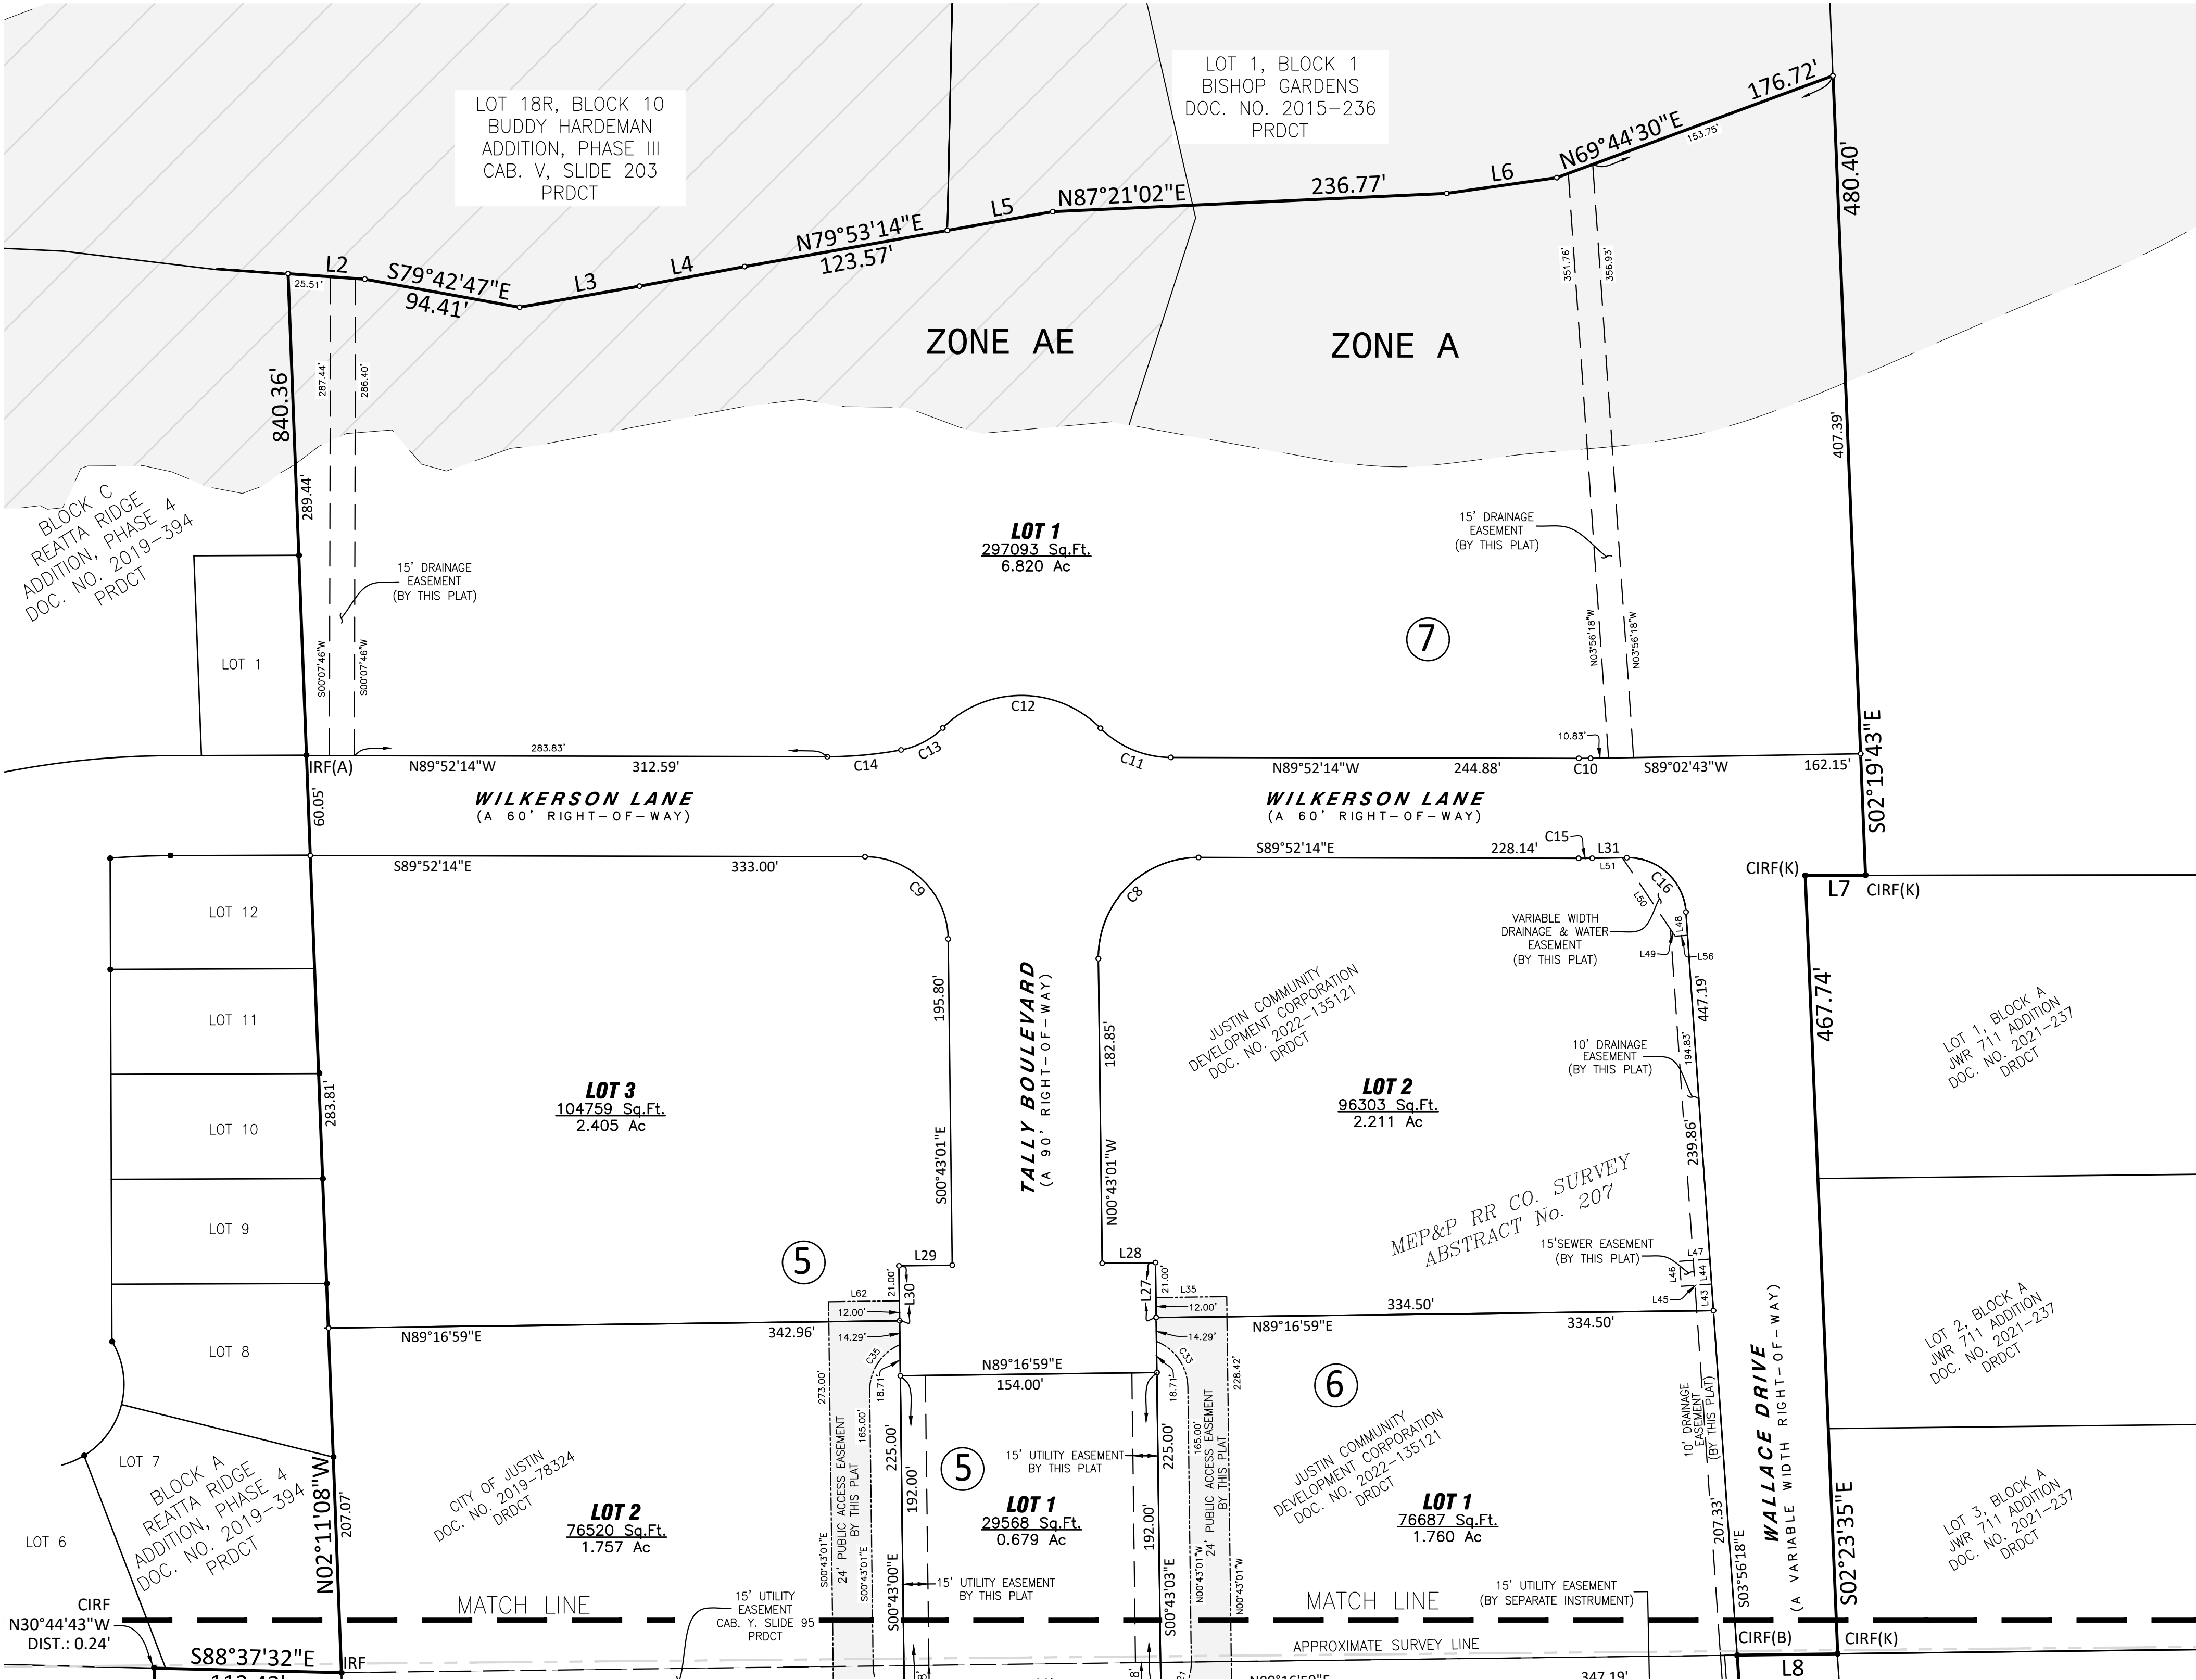 LOT 1, BLOCK 1
BISHOP GARDENS
DOC. NO. 2015-236
PRDCT
LOT 18R, BLOCK 10
BUDDY HARDEMAN
ADDITION, PHASE III
CAB. V, SLIDE 203
PRDCT
L2
25.51'
S79°42'47"E
94.41'
L3
L4
N79°53'14"E
123.57'
L5
N87°21'02"E
236.77'
L6
N69°44'30"E
176.72'
153.75'
480.40'
840.36'
287.44'
286.40'
351.76'
356.93'
ZONE AE
ZONE A
407.39'
289.44'
BLOCK C
REATTA RIDGE
ADDITION, PHASE 4
DOC. NO. 2019-394
PRDCT
LOT 1
297093 Sq.Ft.
6.820 Ac
15' DRAINAGE
EASEMENT
(BY THIS PLAT)
15' DRAINAGE
EASEMENT
(BY THIS PLAT)
7
LOT 1
S00°07'46"W
S00°07'46"W
N03°56'18"W
N03°56'18"W
IRF(A)
283.83'
N89°52'14"W
312.59'
C14
C13
C12
C11
N89°52'14"W
244.88'
C10
10.83'
S89°02'43"W
162.15'
S02°19'43"E
60.05'
WILKERSON LANE
(A 60' RIGHT-OF-WAY)
WILKERSON LANE
(A 60' RIGHT-OF-WAY)
S89°52'14"E
333.00'
C9
C8
S89°52'14"E
228.14'
C15
L31
L51
C16
L50
CIRF(K)
L7
CIRF(K)
LOT 12
LOT 11
LOT 10
LOT 9
LOT 8
LOT 7
LOT 6
283.81'
VARIABLE WIDTH
DRAINAGE & WATER
EASEMENT
(BY THIS PLAT)
L48
L49
L56
195.80'
S00°43'01"E
TALLY BOULEVARD
(A 90' RIGHT-OF-WAY)
182.85'
N00°43'01"W
JUSTIN COMMUNITY
DEVELOPMENT CORPORATION
DOC. NO. 2022-135121
DRDCT
447.19'
194.83'
239.86'
467.74'
10' DRAINAGE
EASEMENT
(BY THIS PLAT)
LOT 1, BLOCK A
JWR 711 ADDITION
DOC. NO. 2021-237
DRDCT
LOT 3
104759 Sq.Ft.
2.405 Ac
LOT 2
96303 Sq.Ft.
2.211 Ac
MEP&P RR CO. SURVEY
ABSTRACT No. 207
15'SEWER EASEMENT
(BY THIS PLAT)
L47
L46
L44
L45
L43
5
L29
L30
21.00'
L62
12.00'
14.29'
C35
18.71'
L28
L27
21.00'
L35
12.00'
14.29'
C33
18.71'
N89°16'59"E
342.96'
334.50'
N89°16'59"E
334.50'
N89°16'59"E
154.00'
273.00'
165.00'
24' PUBLIC ACCESS EASEMENT
BY THIS PLAT
S00°43'01"E
S00°43'01"E
225.00'
192.00'
S00°43'00"E
5
15' UTILITY EASEMENT
BY THIS PLAT
LOT 1
29568 Sq.Ft.
0.679 Ac
15' UTILITY EASEMENT
BY THIS PLAT
225.00'
192.00'
S00°43'03"E
228.42'
165.00'
24' PUBLIC ACCESS EASEMENT
BY THIS PLAT
N00°43'01"W
N00°43'01"W
6
JUSTIN COMMUNITY
DEVELOPMENT CORPORATION
DOC. NO. 2022-135121
DRDCT
LOT 1
76687 Sq.Ft.
1.760 Ac
10' DRAINAGE
EASEMENT
(BY THIS PLAT)
207.33'
S03°56'18"E
WALLACE DRIVE
(A VARIABLE WIDTH RIGHT-OF-WAY)
S02°23'35"E
LOT 2, BLOCK A
JWR 711 ADDITION
DOC. NO. 2021-237
DRDCT
LOT 3, BLOCK A
JWR 711 ADDITION
DOC. NO. 2021-237
DRDCT
BLOCK A
REATTA RIDGE
ADDITION, PHASE 4
DOC. NO. 2019-394
PRDCT
N02°11'08"W
207.07'
CITY OF JUSTIN
DOC. NO. 2019-78324
DRDCT
LOT 2
76520 Sq.Ft.
1.757 Ac
CIRF
N30°44'43"W
DIST.: 0.24'
MATCH LINE
15' UTILITY
EASEMENT
CAB. Y. SLIDE 95
PRDCT
MATCH LINE
15' UTILITY EASEMENT
(BY SEPARATE INSTRUMENT)
APPROXIMATE SURVEY LINE
S88°37'32"E
IRF
CIRF(B)
CIRF(K)
L8
347.19'